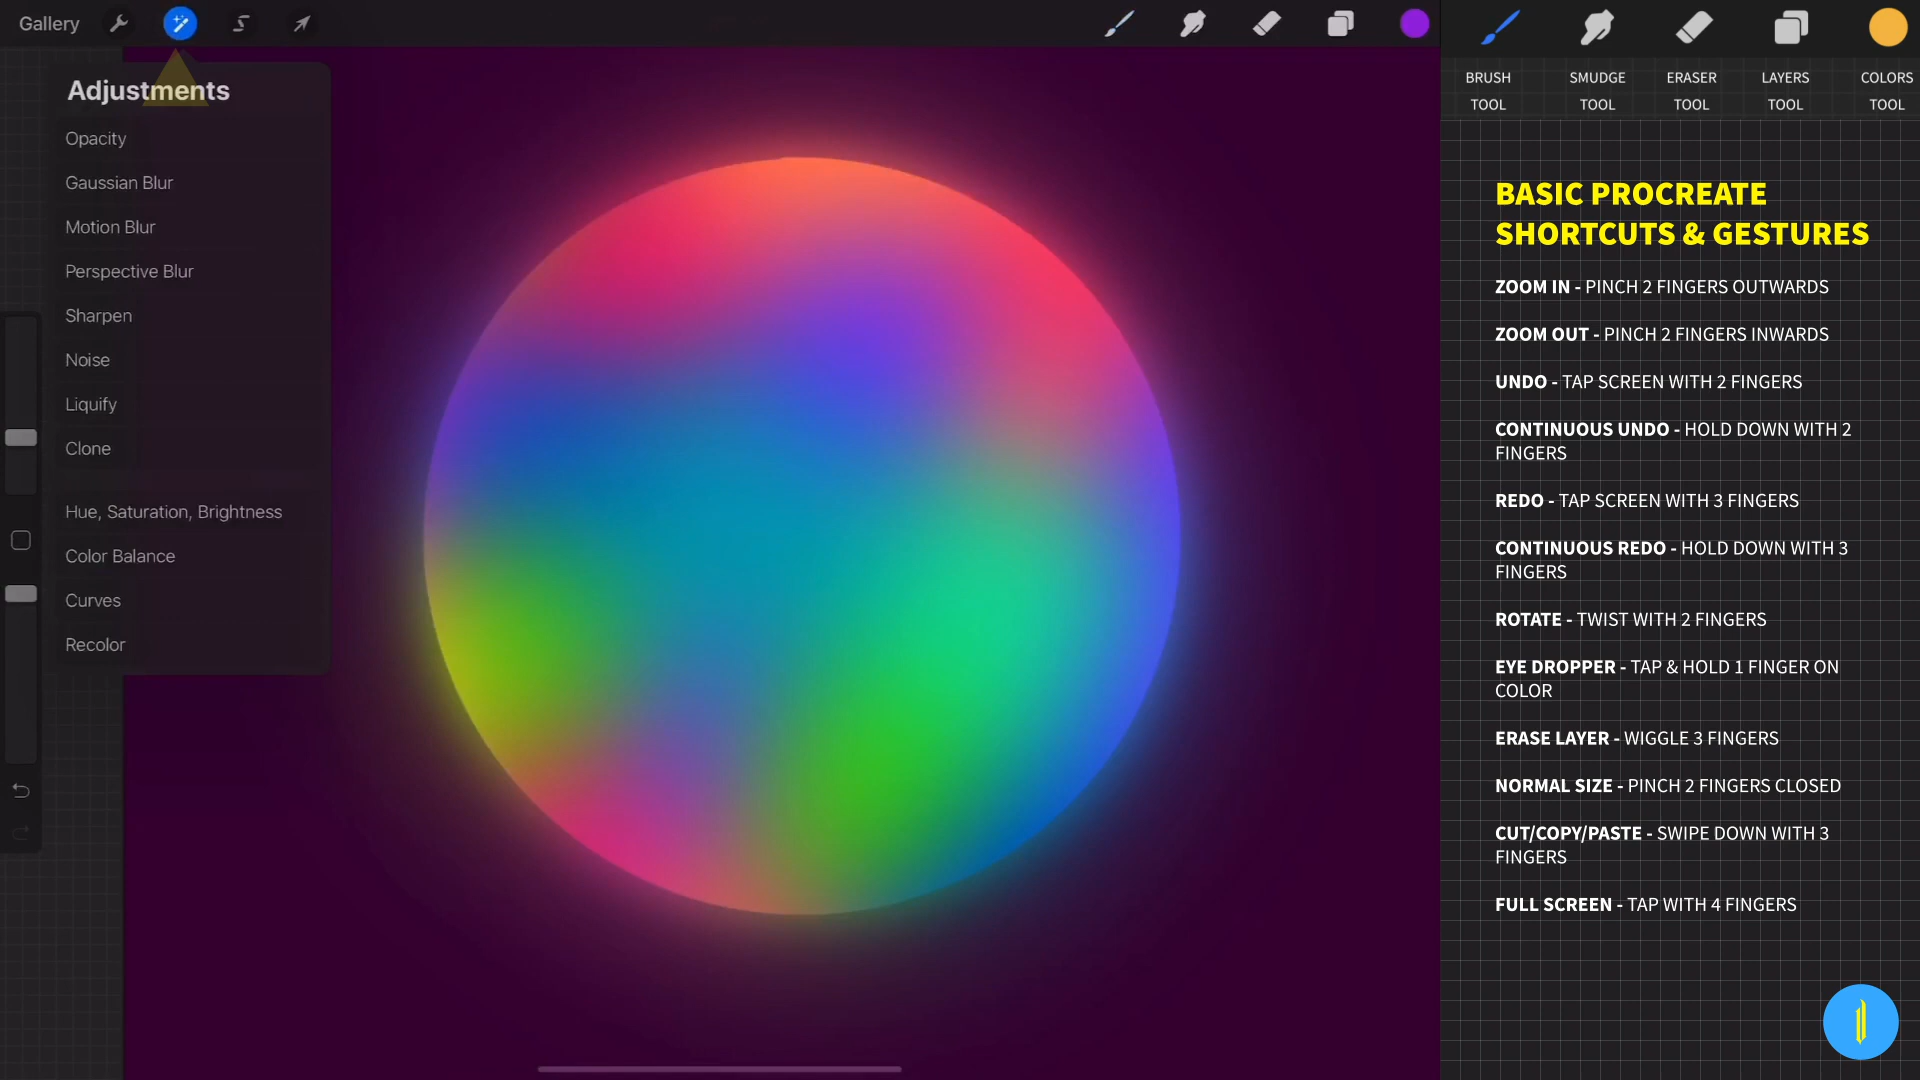 Gallery
Adjustments
Opacity
Gaussian Blur
Motion Blur
Perspective Blur
Sharpen
Noise
Liquify
Clone
Hue, Saturation, Brightness
Color Balance
Curves
Recolor
BRUSH TOOL
SMUDGE TOOL
ERASER TOOL
LAYERS TOOL
COLORS TOOL
BASIC PROCREATE
SHORTCUTS & GESTURES
ZOOM IN - PINCH 2 FINGERS OUTWARDS
ZOOM OUT - PINCH 2 FINGERS INWARDS
UNDO - TAP SCREEN WITH 2 FINGERS
CONTINUOUS UNDO - HOLD DOWN WITH 2
FINGERS
REDO - TAP SCREEN WITH 3 FINGERS
CONTINUOUS REDO - HOLD DOWN WITH 3
FINGERS
ROTATE - TWIST WITH 2 FINGERS
EYE DROPPER - TAP & HOLD 1 FINGER ON
COLOR
ERASE LAYER - WIGGLE 3 FINGERS
NORMAL SIZE - PINCH 2 FINGERS CLOSED
CUT/COPY/PASTE - SWIPE DOWN WITH 3
FINGERS
FULL SCREEN - TAP WITH 4 FINGERS